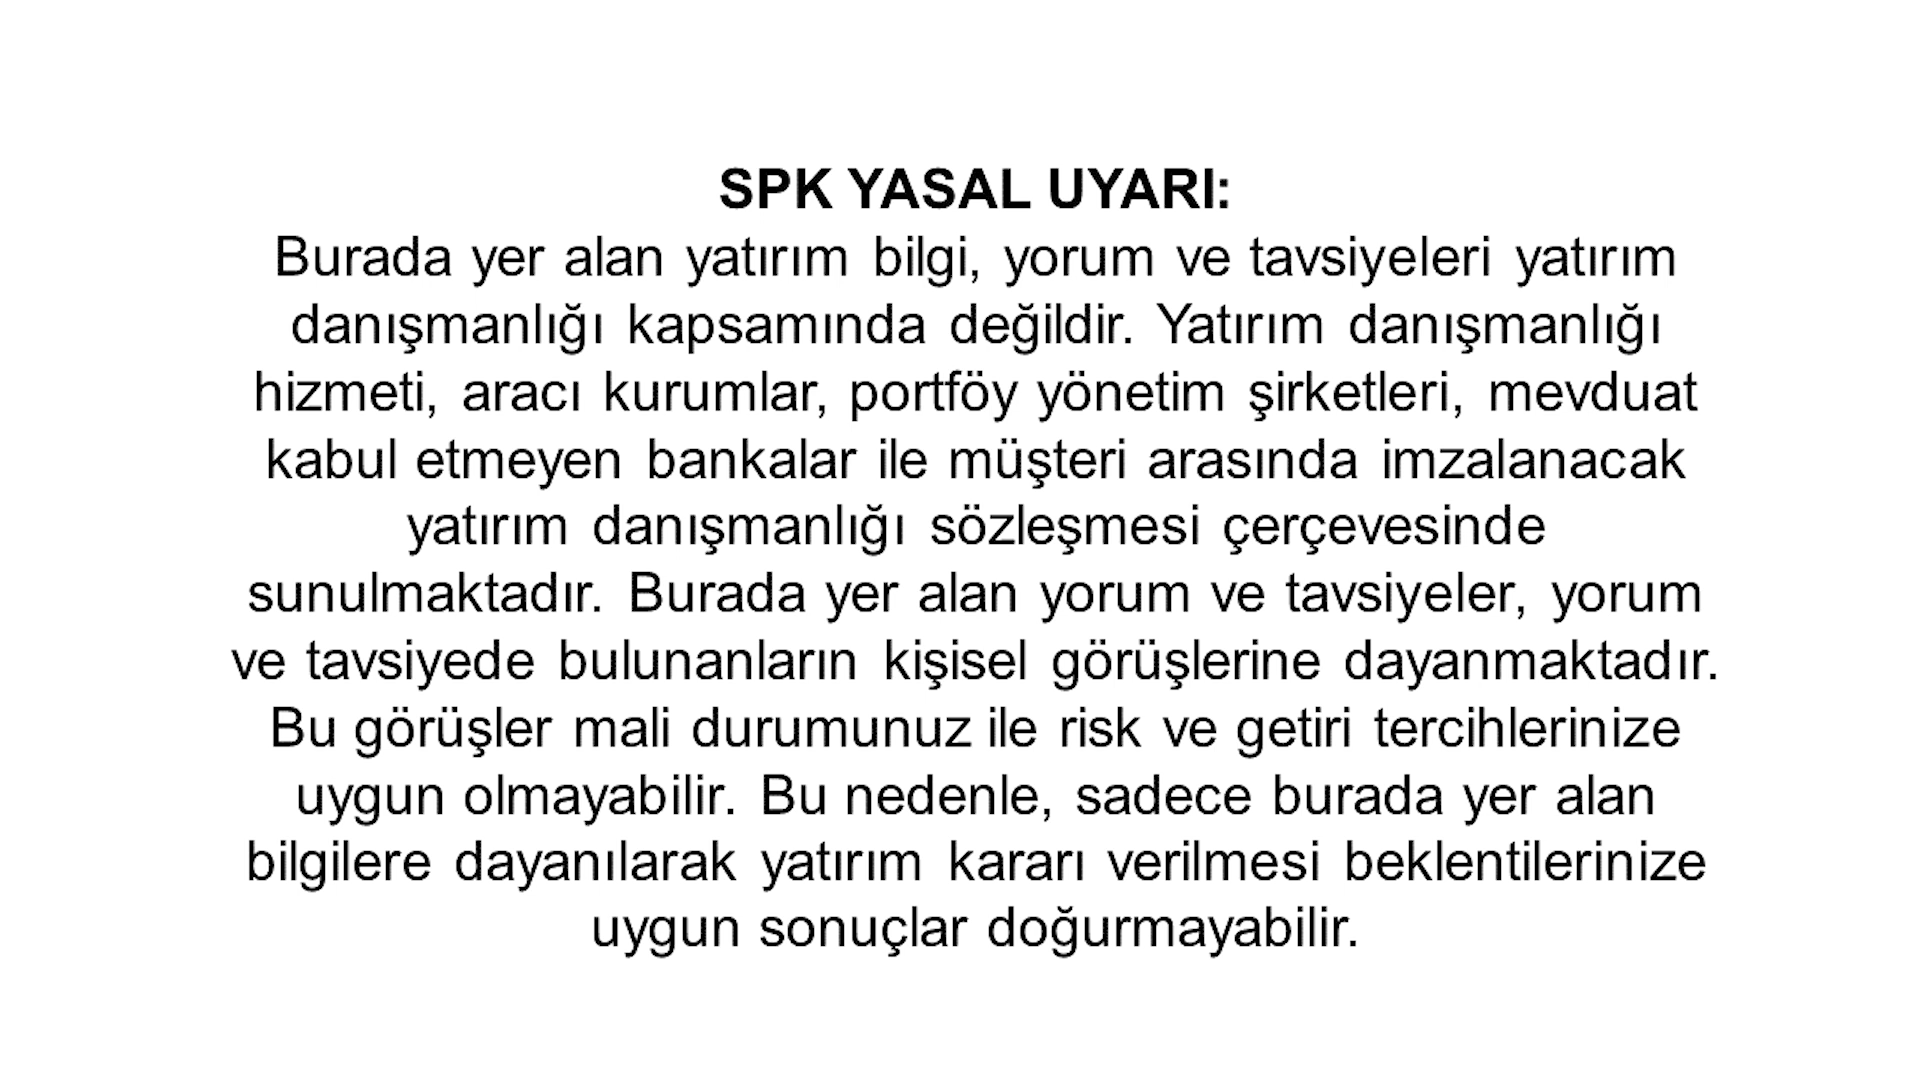 SPK YASAL UYARI:
Burada yer alan yatırım bilgi, yorum ve tavsiyeleri yatırım
danışmanlığı kapsamında değildir. Yatırım danışmanlığı
hizmeti, aracı kurumlar, portföy yönetim şirketleri, mevduat
kabul etmeyen bankalar ile müşteri arasında imzalanacak
yatırım danışmanlığı sözleşmesi çerçevesinde
sunulmaktadır. Burada yer alan yorum ve tavsiyeler, yorum
ve tavsiyede bulunanların kişisel görüşlerine dayanmaktadır.
Bu görüşler mali durumunuz ile risk ve getiri tercihlerinize
uygun olmayabilir. Bu nedenle, sadece burada yer alan
bilgilere dayanılarak yatırım kararı verilmesi beklentilerinize
uygun sonuçlar doğurmayabilir.